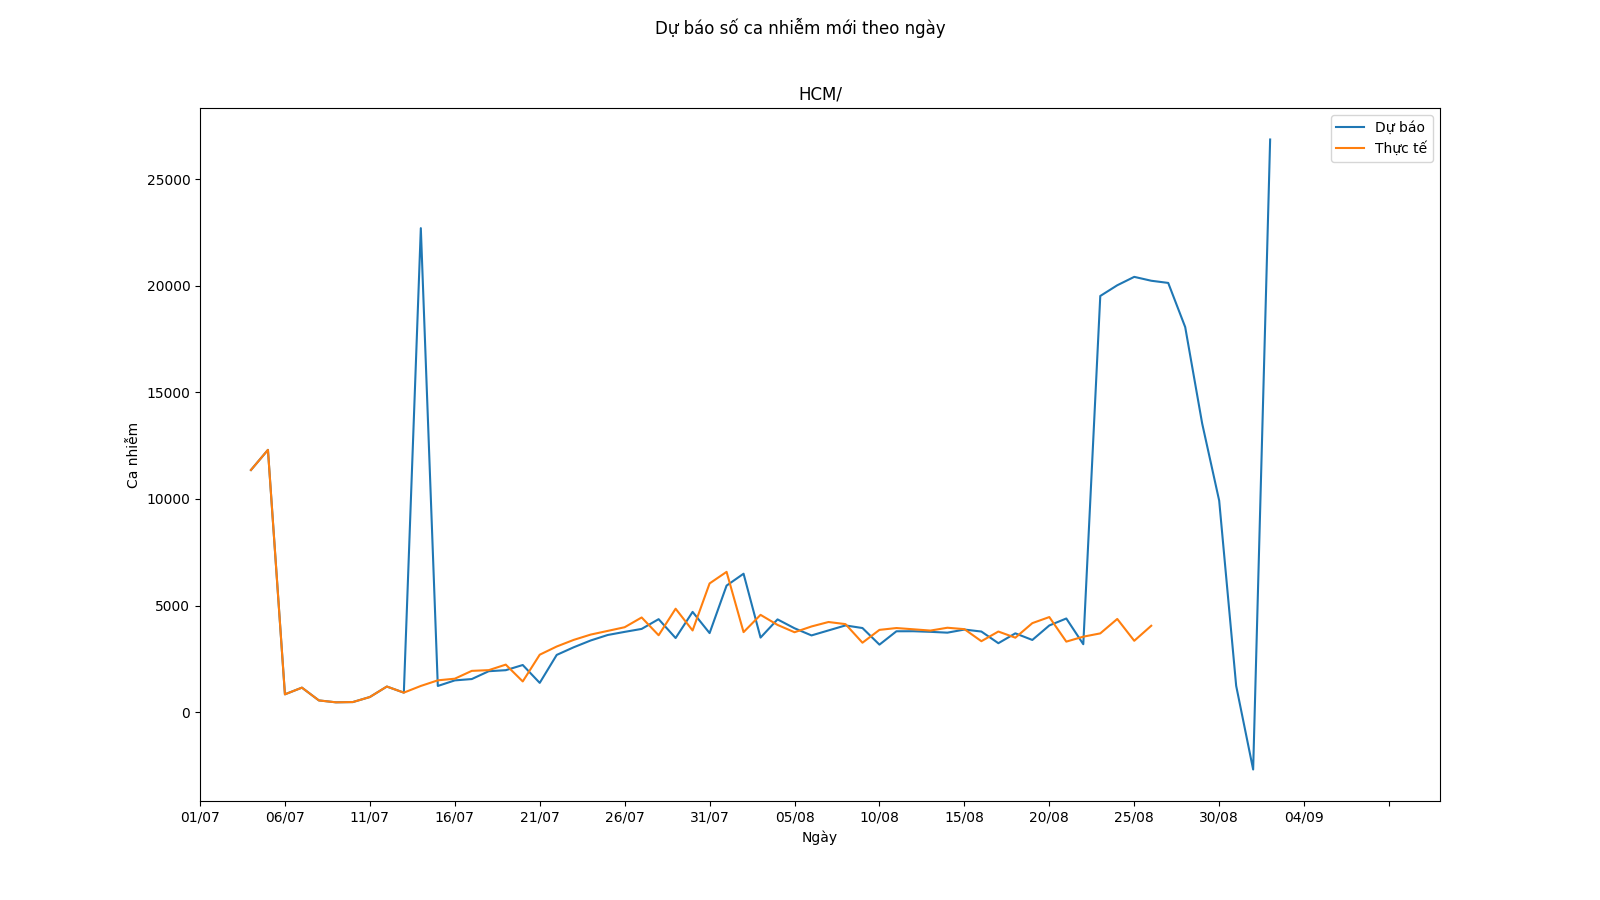 Dự báo số ca nhiễm mới theo ngày
HCM/
Dự báo
Thực tế
25000
20000
15000
10000
5000
0
Ca nhiễm
01/07 06/07 11/07 16/07 21/07 26/07 31/07 05/08 10/08 15/08 20/08 25/08 30/08 04/09
Ngày